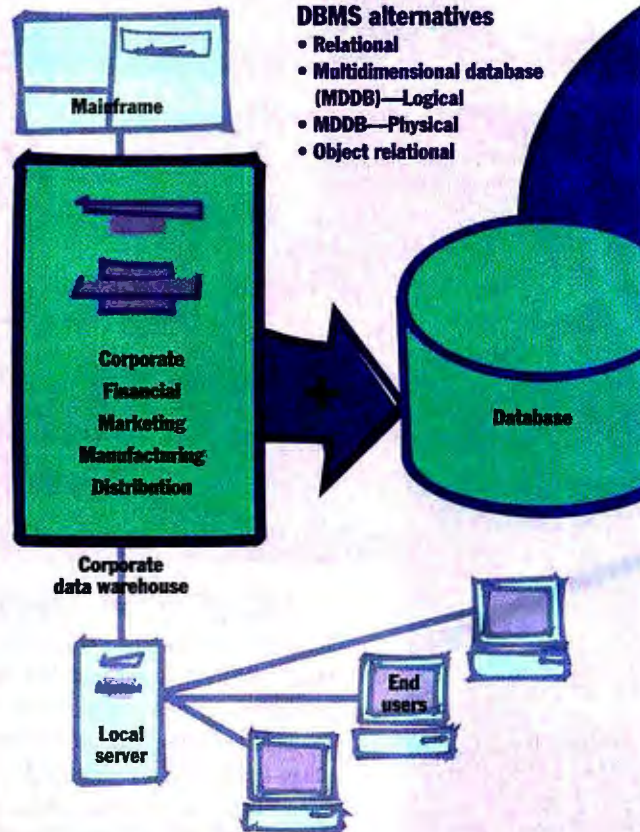 DBMS alternatives
• Relational
• Multidimensional database
(MDDB)—Logical
• MDDB—Physical
• Object relational
Mainframe
Corporate
Financial
Marketing
Manufacturing
Distribution
+
Database
Corporate
data warehouse
Local
server
End
users